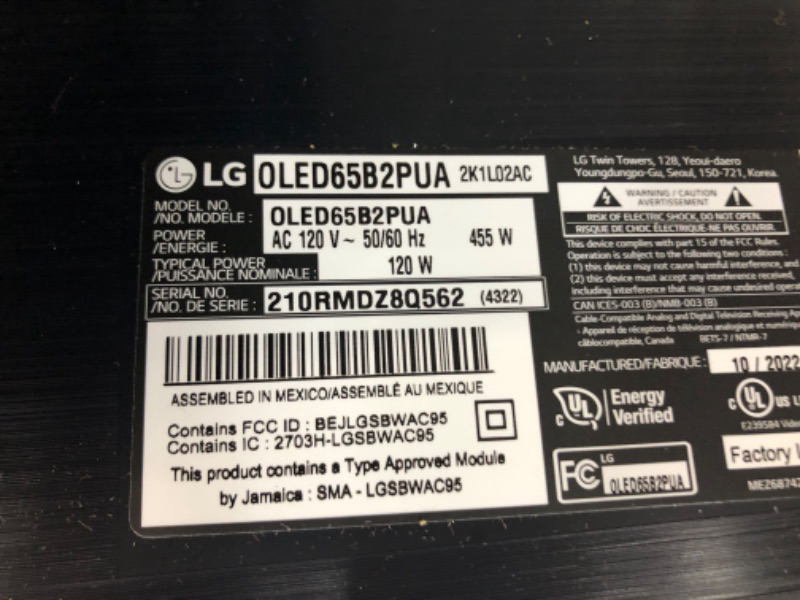 LG OLED65B2PUA 2K1L02AC
MODEL NO.
/NO. MODÈLE : OLED65B2PUA
POWER
/ÉNERGIE : AC 120 V ~ 50/60 Hz 455 W
TYPICAL POWER
/PUISSANCE NOMINALE : 120 W
SERIAL NO.
/NO. DE SÉRIE : 210RMDZ8Q562 (4322)
ASSEMBLED IN MEXICO/ASSEMBLÉ AU MEXIQUE
Contains FCC ID : BEJLGSBWAC95
Contains IC : 2703H-LGSBWAC95
This product contains a Type Approved Module
by Jamaica : SMA - LGSBWAC95
LG Twin Towers, 128, Yeoui-daero
Youngdungpo-Gu, Seoul, 150-721, Korea.
WARNING / CAUTION
AVERTISSEMENT
RISK OF ELECTRIC SHOCK, DO NOT OPEN.
RISQUE DE CHOC ÉLECTRIQUE-NE PAS OUVRIR
This device complies with part 15 of the FCC Rules.
Operation is subject to the following two conditions :
(1) this device may not cause harmful interference, and
(2) this device must accept any interference received,
including interference that may cause undesired
CAN ICES-003 (B)/NMB-003 (B)
Cable-Compatible Analog and Digital Television Receiving
Appareil de réception de télévision analogique et
câblocompatible, Canada BETS-7 / NTMR-7
MANUFACTURED/FABRIQUÉ : 10 / 2022
c UL Energy
Verified
c UL US
E239584
FC LG
OLED65B2PUA
Factory